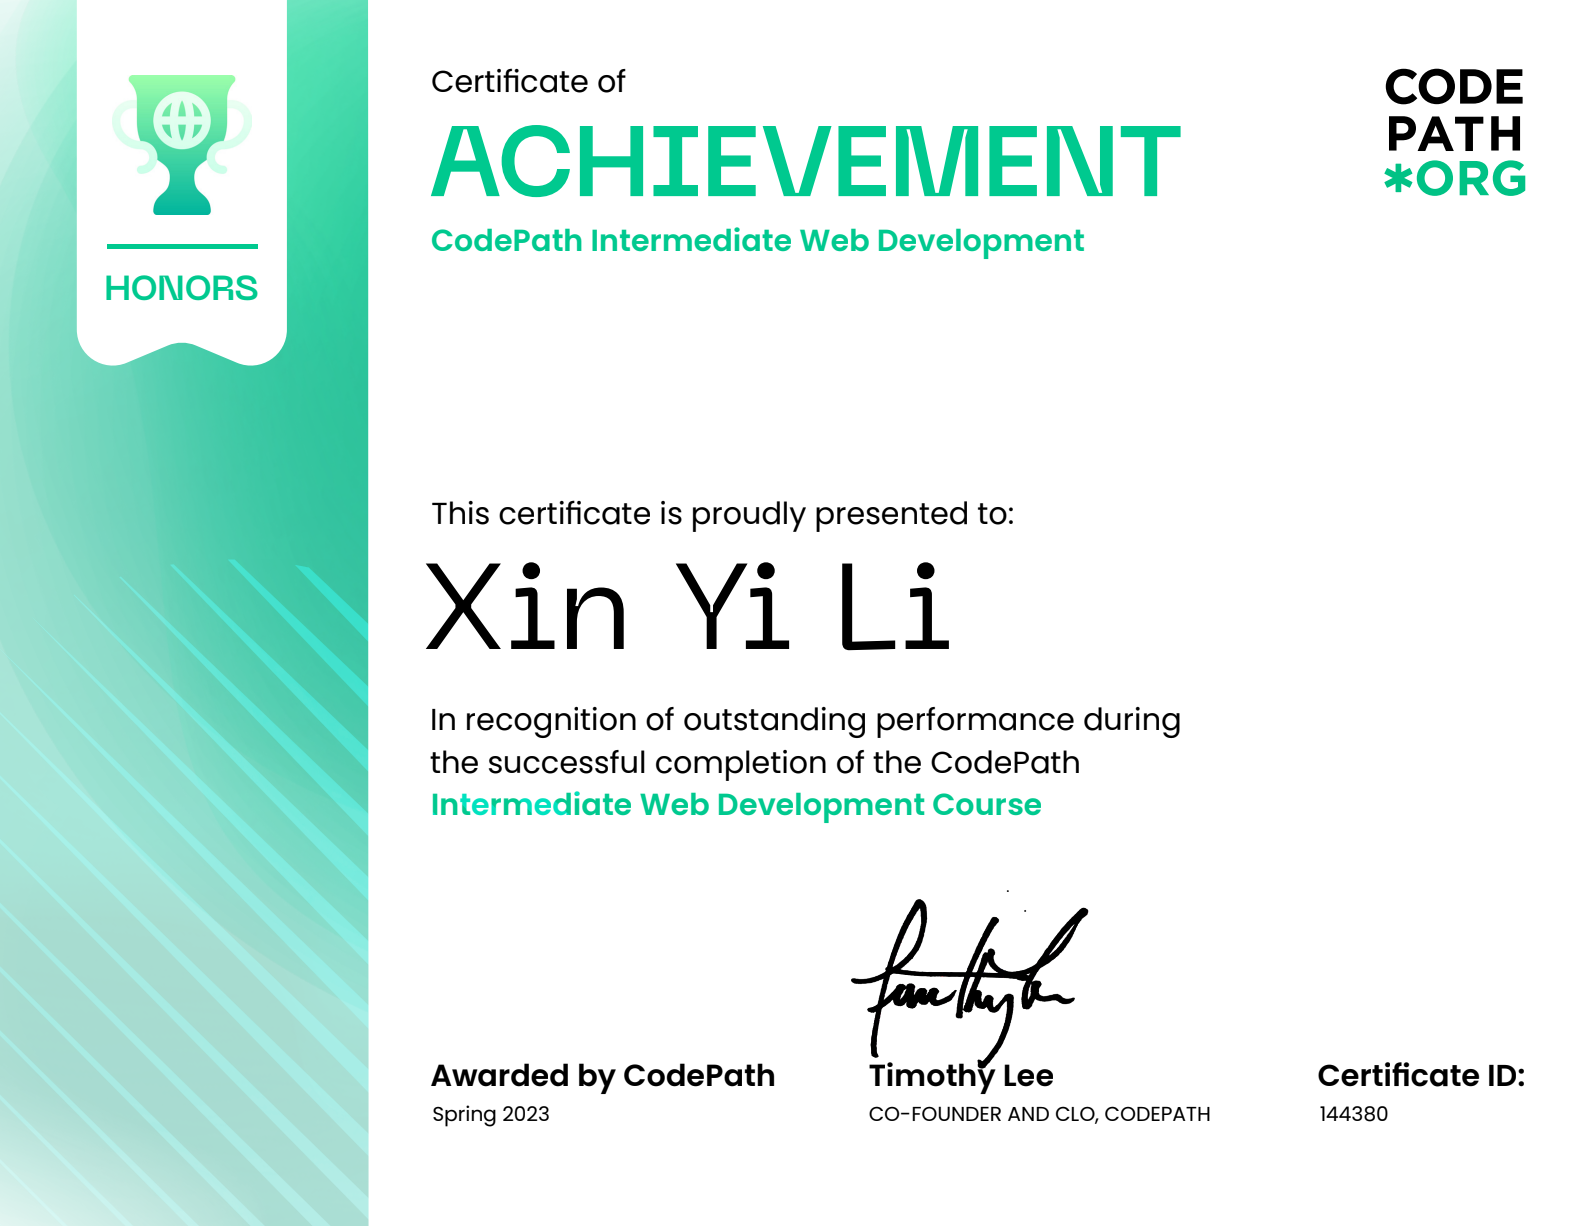 HONORS
Certificate of
ACHIEVEMENT
CodePath Intermediate Web Development
CODE
PATH
*ORG
This certificate is proudly presented to:
Xin Yi Li
In recognition of outstanding performance during
the successful completion of the CodePath
Intermediate Web Development Course
Awarded by CodePath
Spring 2023
Timothy Lee
CO-FOUNDER AND CLO, CODEPATH
Certificate ID:
144380